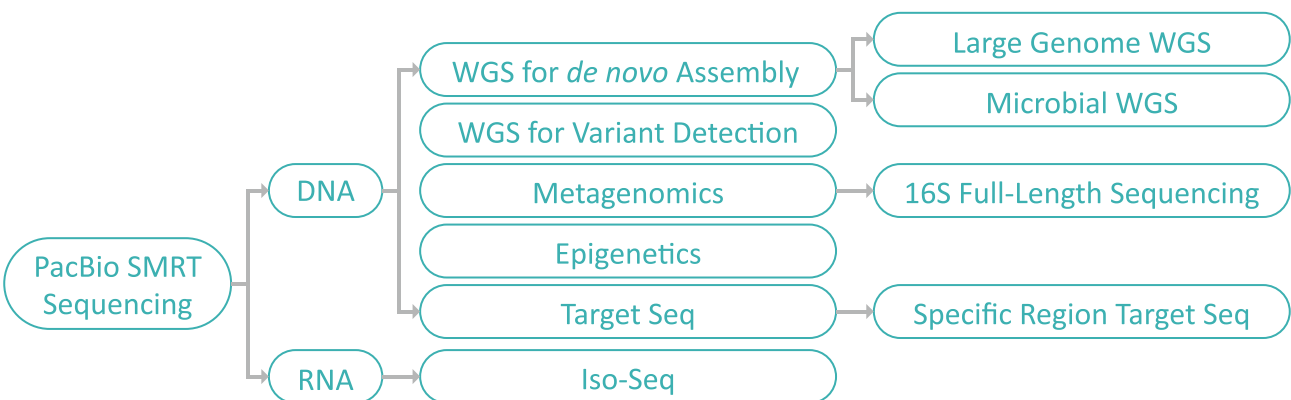 PacBio SMRT
Sequencing
DNA
RNA
WGS for de novo Assembly
WGS for Variant Detection
Metagenomics
Epigenetics
Target Seq
Iso-Seq
Large Genome WGS
Microbial WGS
16S Full-Length Sequencing
Specific Region Target Seq